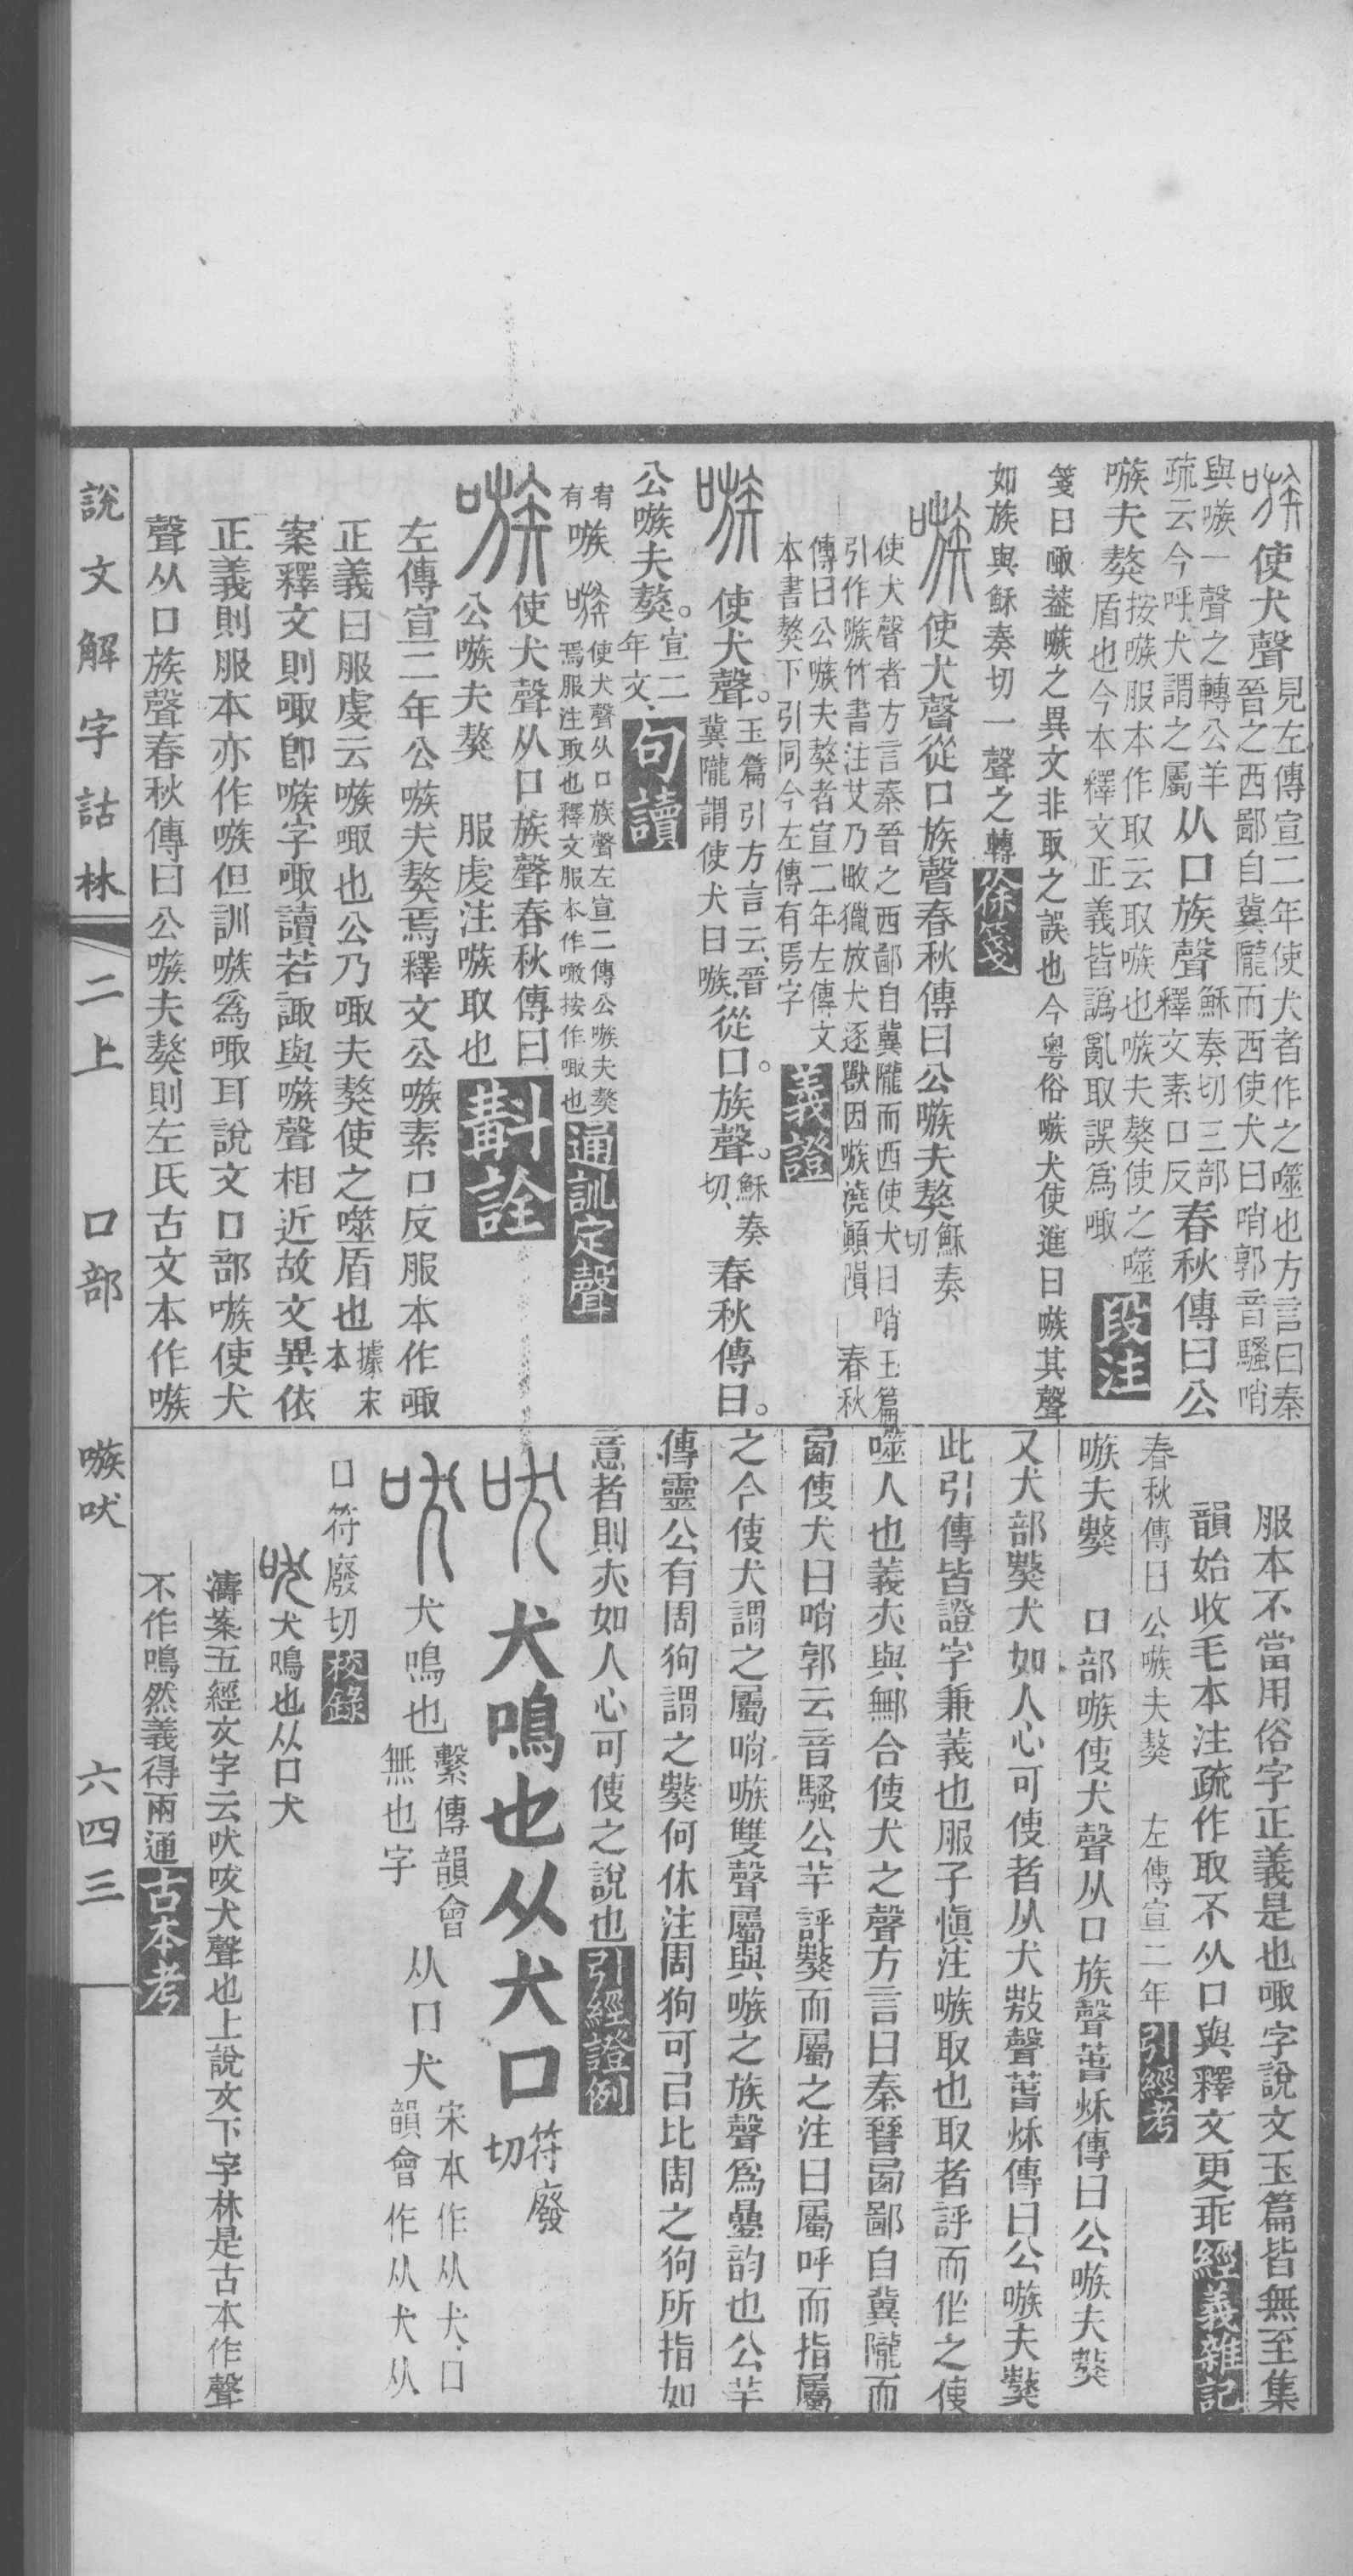 嗾使犬聲見左傳宣二年使犬者作之噬也方言曰秦
晉之西鄙自冀隴而西使犬曰哨郭音騷哨
與嗾一聲之轉公羊
疏云今呼犬謂之屬从口族聲穌奏切三部
釋文素口反春秋傳曰公
嗾夫獒按嗾服本作取云取嗾也嗾夫獒使之噬
盾也今本釋文正義皆譌亂取誤爲㖩段注
箋曰㖩葢嗾之異文非取之誤也今粵俗嗾犬使進曰嗾其聲
如族與穌奏切一聲之轉徐箋
嗾使犬聲從口族聲春秋傳曰公嗾夫獒穌奏
切
使犬聲者方言秦晉之西鄙自冀隴而西使犬曰哨玉篇
引作嗾竹書注艾乃畋獵放犬逐獸因嗾澆顛隕　春秋
傳曰公嗾夫獒者宣二年左傳文
本書獒下引同今左傳有焉字義證
嗾使犬聲。玉篇引方言云晉
冀隴謂使犬曰嗾、從口。族聲。穌奏
切、春秋傳曰。
公嗾夫獒。宣二
年文、句讀
有嗾嗾使犬聲从口族聲左宣二傳公嗾夫獒
焉服注取也釋文服本作嗷按作㖩也通訓定聲
嗾使犬聲从口族聲春秋傳曰
公嗾夫獒　服虔注嗾取也斠詮
左傳宣二年公嗾夫獒焉釋文公嗾素口反服本作㖩
正義曰服虔云嗾㖩也公乃㖩夫獒使之噬盾也據宋
本
案釋文則㖩卽嗾字㖩讀若諏與嗾聲相近故文異依
正義則服本亦作嗾但訓嗾爲㖩耳說文口部嗾使犬
聲从口族聲春秋傳曰公嗾夫獒則左氏古文本作嗾
服本不當用俗字正義是也㖩字說文玉篇皆無至集
韻始收毛本注疏作取不从口與釋文更乖經義雜記
春秋傳曰公嗾夫獒　左傳宣二年引經考
嗾夫獒　口部嗾使犬聲从口族聲萅秌傳曰公嗾夫獒
又犬部獒犬如人心可使者从犬敖聲萅秌傳曰公嗾夫獒
此引傳皆證字兼義也服子慎注嗾取也取者評而作之使
噬人也義亦與鄦合使犬之聲方言曰秦晉㢴鄙自冀隴而
㢴使犬曰哨郭云音騷公羊評獒而屬之注曰屬呼而指屬
之今使犬謂之屬哨嗾雙聲屬與嗾之族聲爲疊韵也公羊
傳靈公有周狗謂之獒何休注周狗可㠯比周之狗所指如
意者則亦如人心可使之說也引經證例
吠犬鳴也从犬口符廢
切
吠犬鳴也繫傳韻會
無也字从口犬宋本作从犬、口
韻會作从犬从
口符廢切校錄
吠犬鳴也从口犬
濤案五經文字云吠吠犬聲也上說文下字林是古本作聲
不作鳴然義得兩通古本考
說文解字詁林　二上　口部　嗾吠　六四三